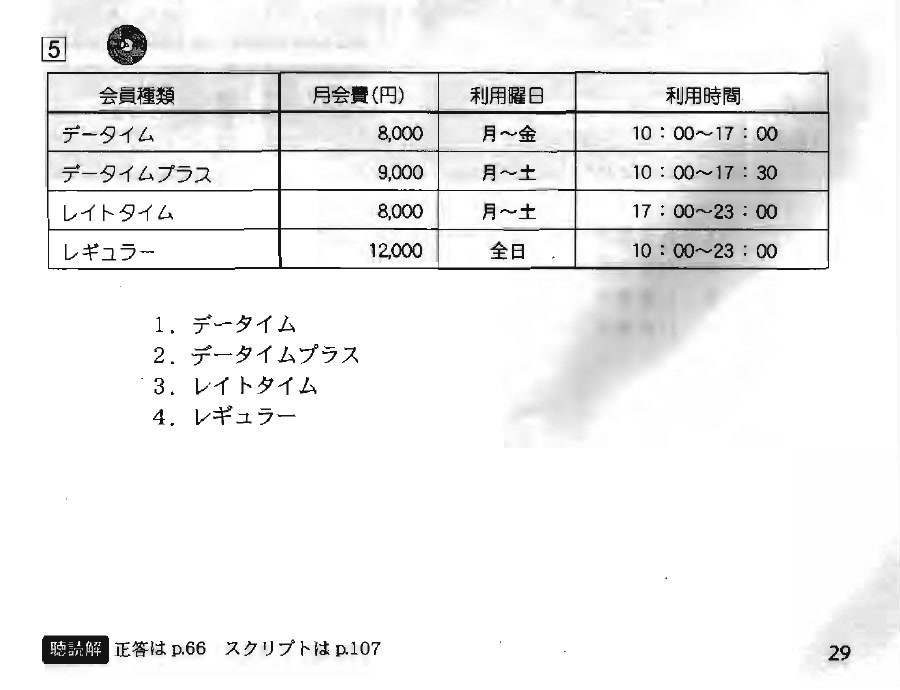 5
会員種類 月会費(円) 利用曜日 利用時間
データイム 8,000 月～金 10：00～17：00
データイムプラス 9,000 月～土 10：00～17：30
レイトタイム 8,000 月～土 17：00～23：00
レギュラー 12,000 全日 10：00～23：00
1．データイム
2．データイムプラス
3．レイトタイム
4．レギュラー
聴読解 正答は p.66 スクリプトは p.107
29